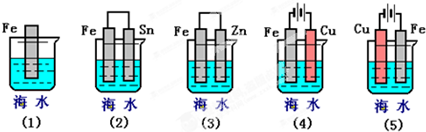 Fe Fe Sn Fe Zn Fe Cu Cu Fe
海水 海水 海水 海水 海水
(1) (2) (3) (4) (5)